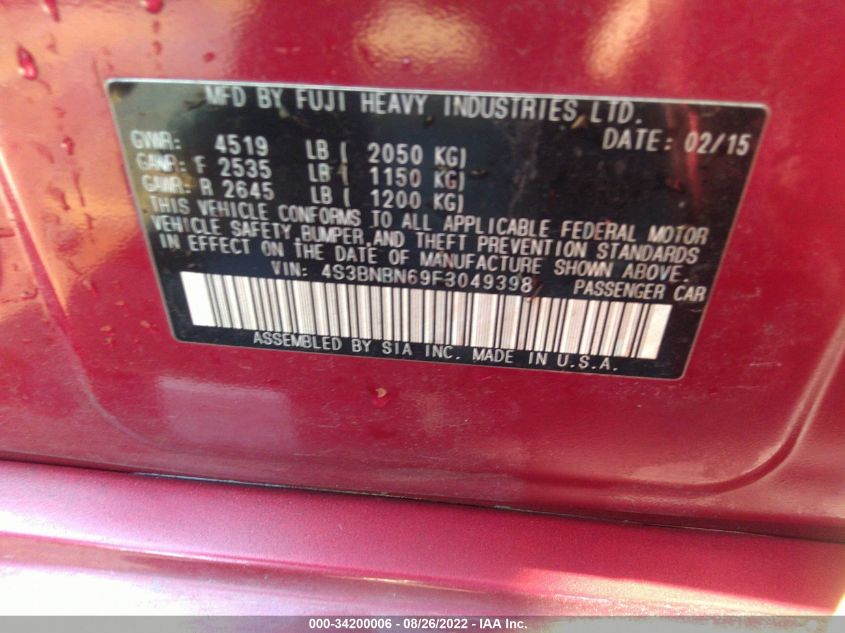 MFD BY FUJI HEAVY INDUSTRIES LTD.
DATE: 02/15
GVWR: 4519 LB ( 2050 KG)
GAWR: F 2535 LB ( 1150 KG)
GAWR: R 2645 LB ( 1200 KG)
THIS VEHICLE CONFORMS TO ALL APPLICABLE FEDERAL MOTOR
VEHICLE SAFETY, BUMPER, AND THEFT PREVENTION STANDARDS
IN EFFECT ON THE DATE OF MANUFACTURE SHOWN ABOVE.
VIN: 4S3BNBN69F3049398 PASSENGER CAR
ASSEMBLED BY SIA INC. MADE IN U.S.A.
000-34200006 - 08/26/2022 - IAA Inc.